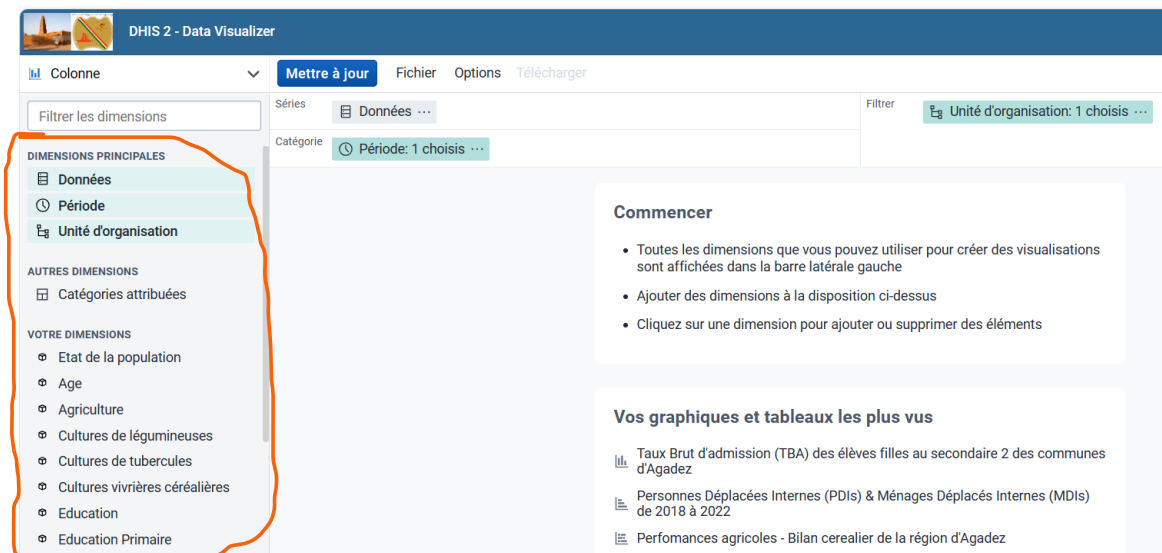 DHIS 2 - Data Visualizer
Colonne
Mettre à jour
Fichier
Options
Télécharger
Filtrer les dimensions
Séries
Données
Filtrer
Unité d'organisation: 1 choisis
Catégorie
Période: 1 choisis
DIMENSIONS PRINCIPALES
Données
Période
Unité d'organisation
AUTRES DIMENSIONS
Catégories attribuées
VOTRE DIMENSIONS
Etat de la population
Age
Agriculture
Cultures de légumineuses
Cultures de tubercules
Cultures vivrières céréalières
Education
Education Primaire
Commencer
Toutes les dimensions que vous pouvez utiliser pour créer des visualisations
sont affichées dans la barre latérale gauche
Ajouter des dimensions à la disposition ci-dessus
Cliquez sur une dimension pour ajouter ou supprimer des éléments
Vos graphiques et tableaux les plus vus
Taux Brut d'admission (TBA) des élèves filles au secondaire 2 des communes
d'Agadez
Personnes Déplacées Internes (PDIs) & Ménages Déplacés Internes (MDIs)
de 2018 à 2022
Perfomances agricoles - Bilan cerealier de la région d'Agadez